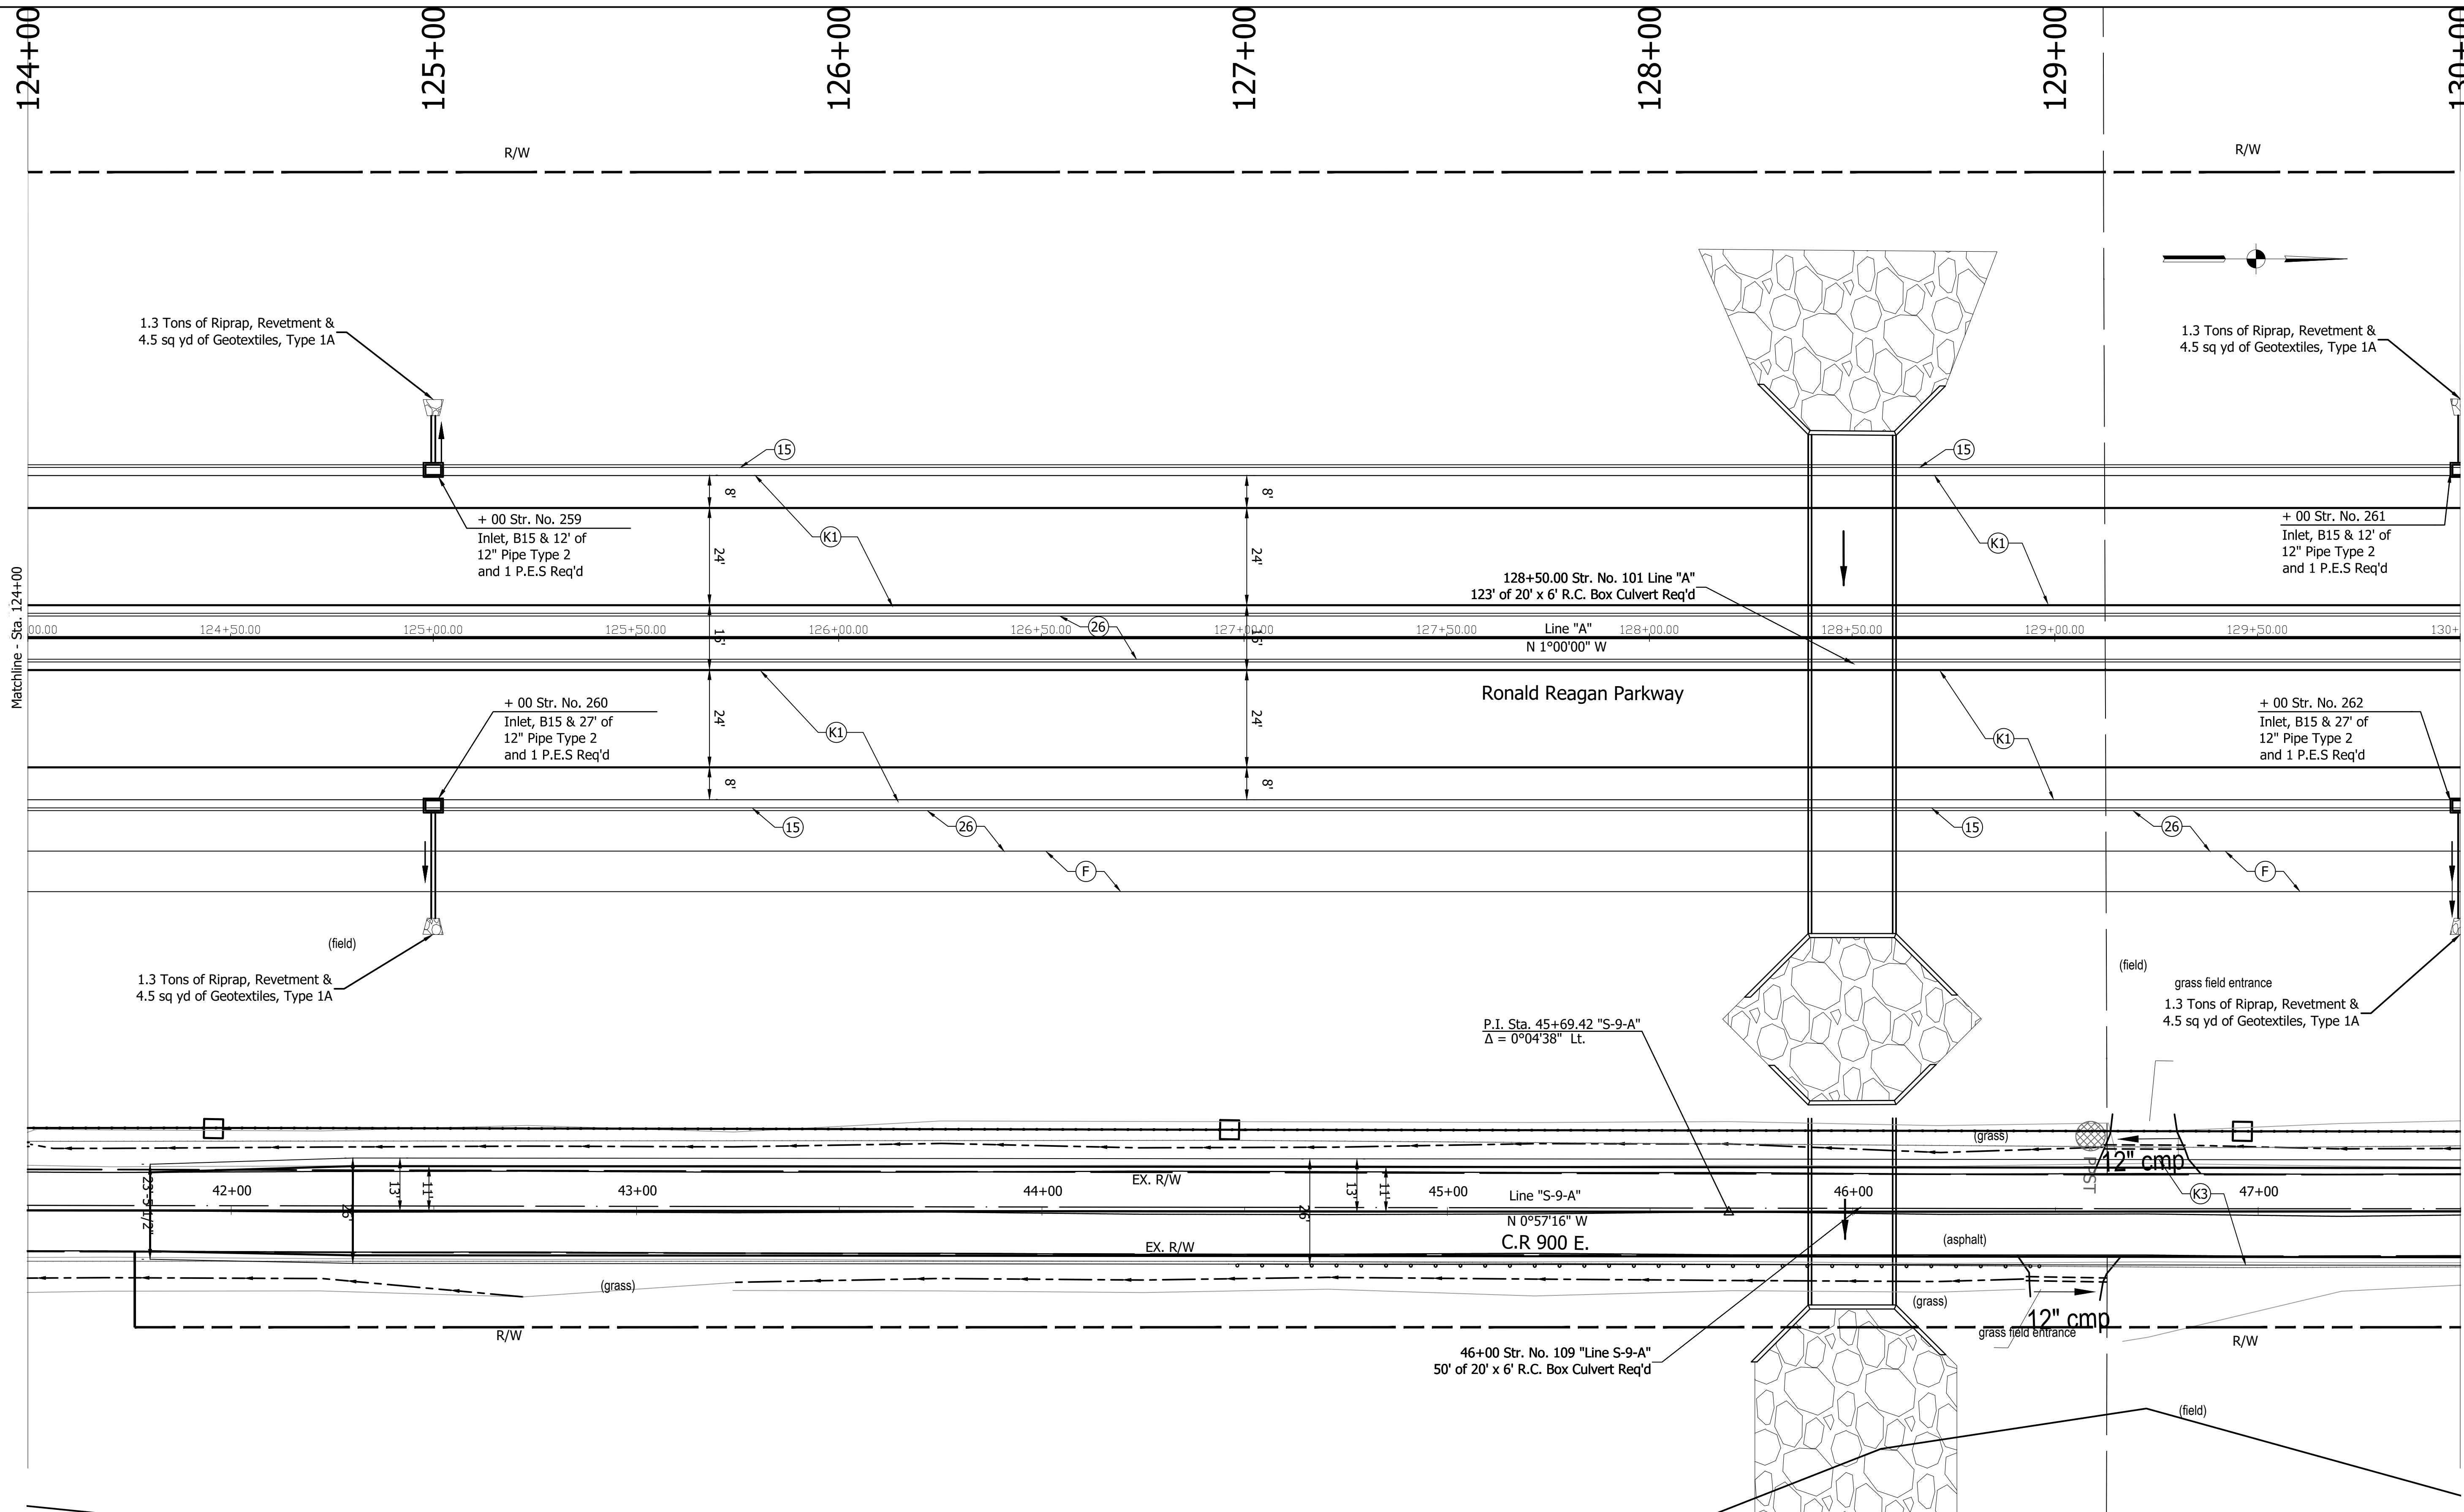 124+00
125+00
126+00
127+00
128+00
129+00
130+00
R/W
R/W
1.3 Tons of Riprap, Revetment &
4.5 sq yd of Geotextiles, Type 1A
1.3 Tons of Riprap, Revetment &
4.5 sq yd of Geotextiles, Type 1A
15
15
8'
8'
+ 00 Str. No. 259
Inlet, B15 & 12' of
12" Pipe Type 2
and 1 P.E.S Req'd
K1
24'
24'
K1
+ 00 Str. No. 261
Inlet, B15 & 12' of
12" Pipe Type 2
and 1 P.E.S Req'd
128+50.00 Str. No. 101 Line "A"
123' of 20' x 6' R.C. Box Culvert Req'd
Matchline - Sta. 124+00
00.00
124+50.00
125+00.00
125+50.00
126+00.00
126+50.00
26
127+00.00
127+50.00
Line "A"
128+00.00
128+50.00
129+00.00
129+50.00
130+
16'
16'
N 1°00'00" W
Ronald Reagan Parkway
+ 00 Str. No. 260
Inlet, B15 & 27' of
12" Pipe Type 2
and 1 P.E.S Req'd
24'
K1
24'
K1
+ 00 Str. No. 262
Inlet, B15 & 27' of
12" Pipe Type 2
and 1 P.E.S Req'd
8'
8'
15
26
15
26
F
F
(field)
(field)
1.3 Tons of Riprap, Revetment &
4.5 sq yd of Geotextiles, Type 1A
grass field entrance
1.3 Tons of Riprap, Revetment &
4.5 sq yd of Geotextiles, Type 1A
P.I. Sta. 45+69.42 "S-9-A"
Δ = 0°04'38" Lt.
(grass)
12" cmp
PPST
EX. R/W
23'-5 1/2"
42+00
26'
13'
11'
43+00
44+00
26'
13'
11'
45+00
Line "S-9-A"
46+00
K3
47+00
N 0°57'16" W
C.R 900 E.
EX. R/W
(asphalt)
(grass)
(grass)
12" cmp
grass field entrance
R/W
R/W
46+00 Str. No. 109 "Line S-9-A"
50' of 20' x 6' R.C. Box Culvert Req'd
(field)